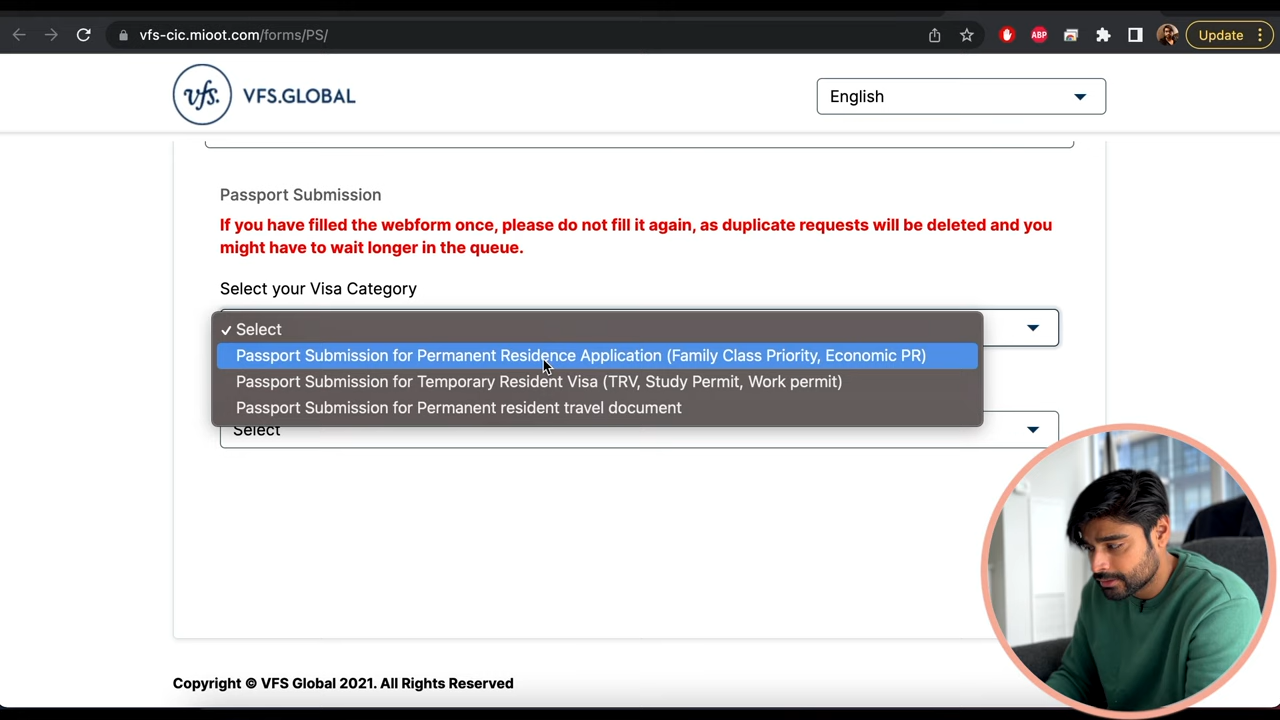 vfs-cic.mioot.com/forms/PS/
ABP
Update
vfs.
VFS.GLOBAL
English
Passport Submission
If you have filled the webform once, please do not fill it again, as duplicate requests will be deleted and you
might have to wait longer in the queue.
Select your Visa Category
✓ Select
Passport Submission for Permanent Residence Application (Family Class Priority, Economic PR)
Passport Submission for Temporary Resident Visa (TRV, Study Permit, Work permit)
Passport Submission for Permanent resident travel document
Select
Copyright © VFS Global 2021. All Rights Reserved